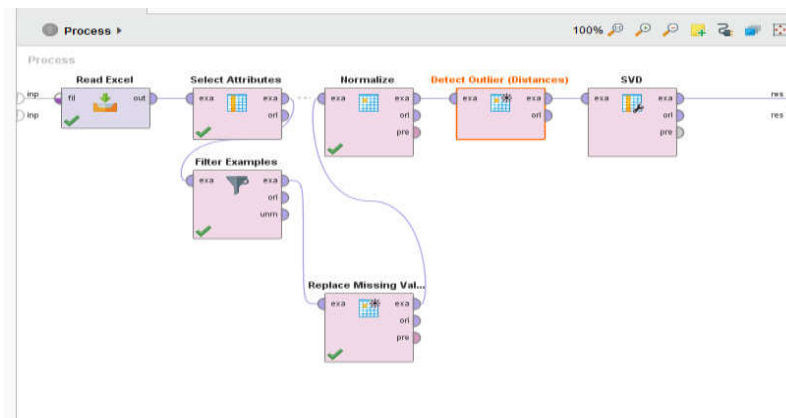 Process
100%
Process
Read Excel
Select Attributes
Normalize
Detect Outlier (Distances)
SVD
inp
fil
out
exa
exa
exa
exa
exa
exa
exa
exa
res
inp
ori
ori
ori
ori
res
pre
pre
Filter Examples
exa
exa
ori
unm
Replace Missing Val...
exa
exa
ori
pre